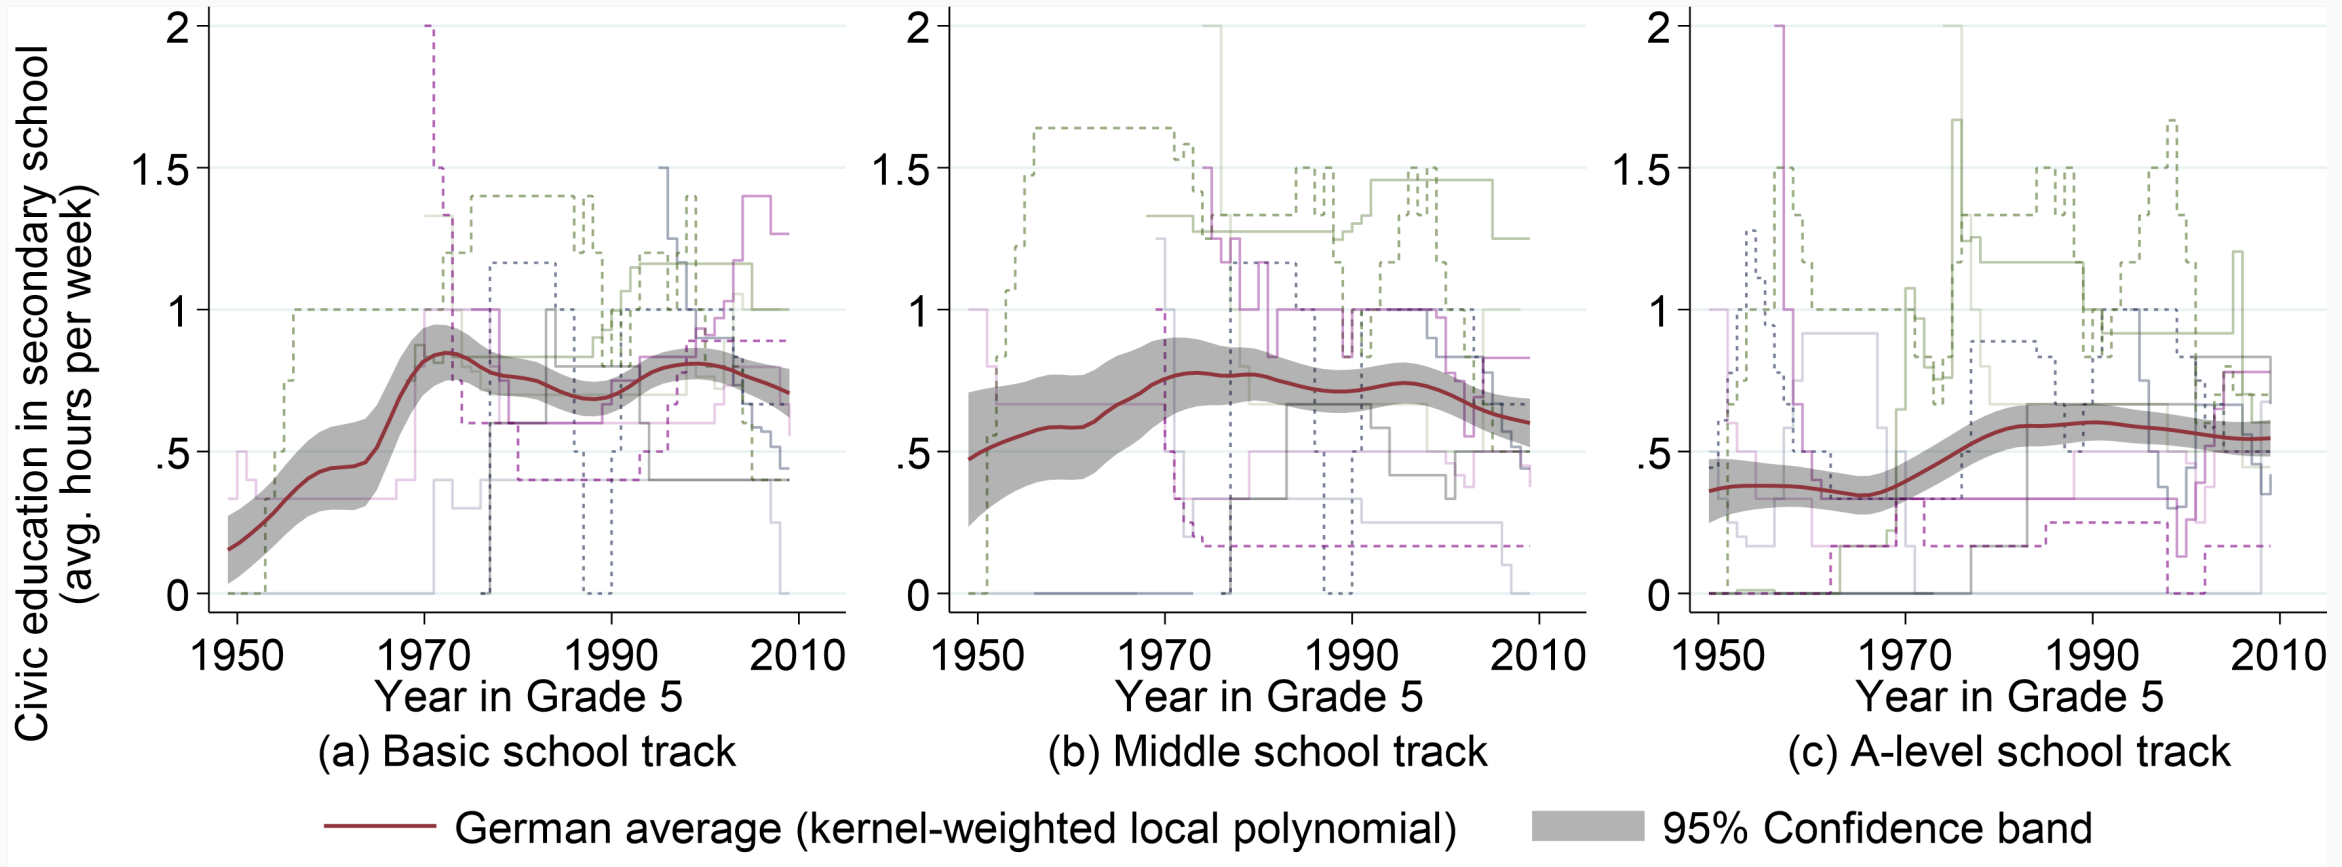 Civic education in secondary school
(avg. hours per week)
2
1.5
1
.5
0
1950 1970 1990 2010
Year in Grade 5
(a) Basic school track
2
1.5
1
.5
0
1950 1970 1990 2010
Year in Grade 5
(b) Middle school track
2
1.5
1
.5
0
1950 1970 1990 2010
Year in Grade 5
(c) A-level school track
German average (kernel-weighted local polynomial)
95% Confidence band